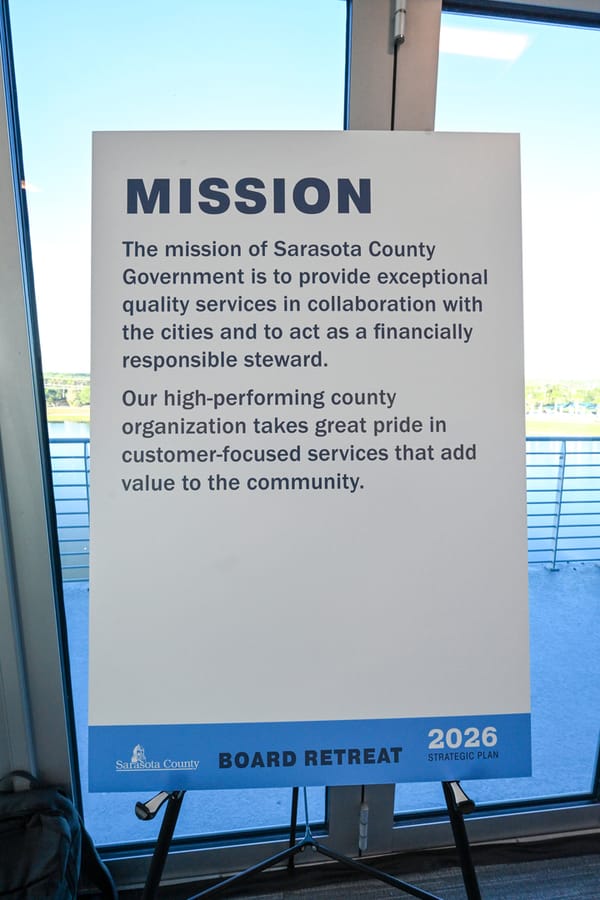 MISSION
The mission of Sarasota County
Government is to provide exceptional
quality services in collaboration with
the cities and to act as a financially
responsible steward.
Our high-performing county
organization takes great pride in
customer-focused services that add
value to the community.
Sarasota County
BOARD RETREAT
2026
STRATEGIC PLAN